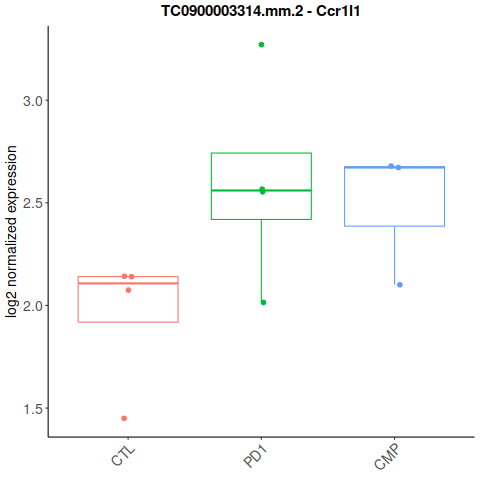 TC0900003314.mm.2 - Ccr1l1
log2 normalized expression
3.0
2.5
2.0
1.5
CTL
PD1
CMP